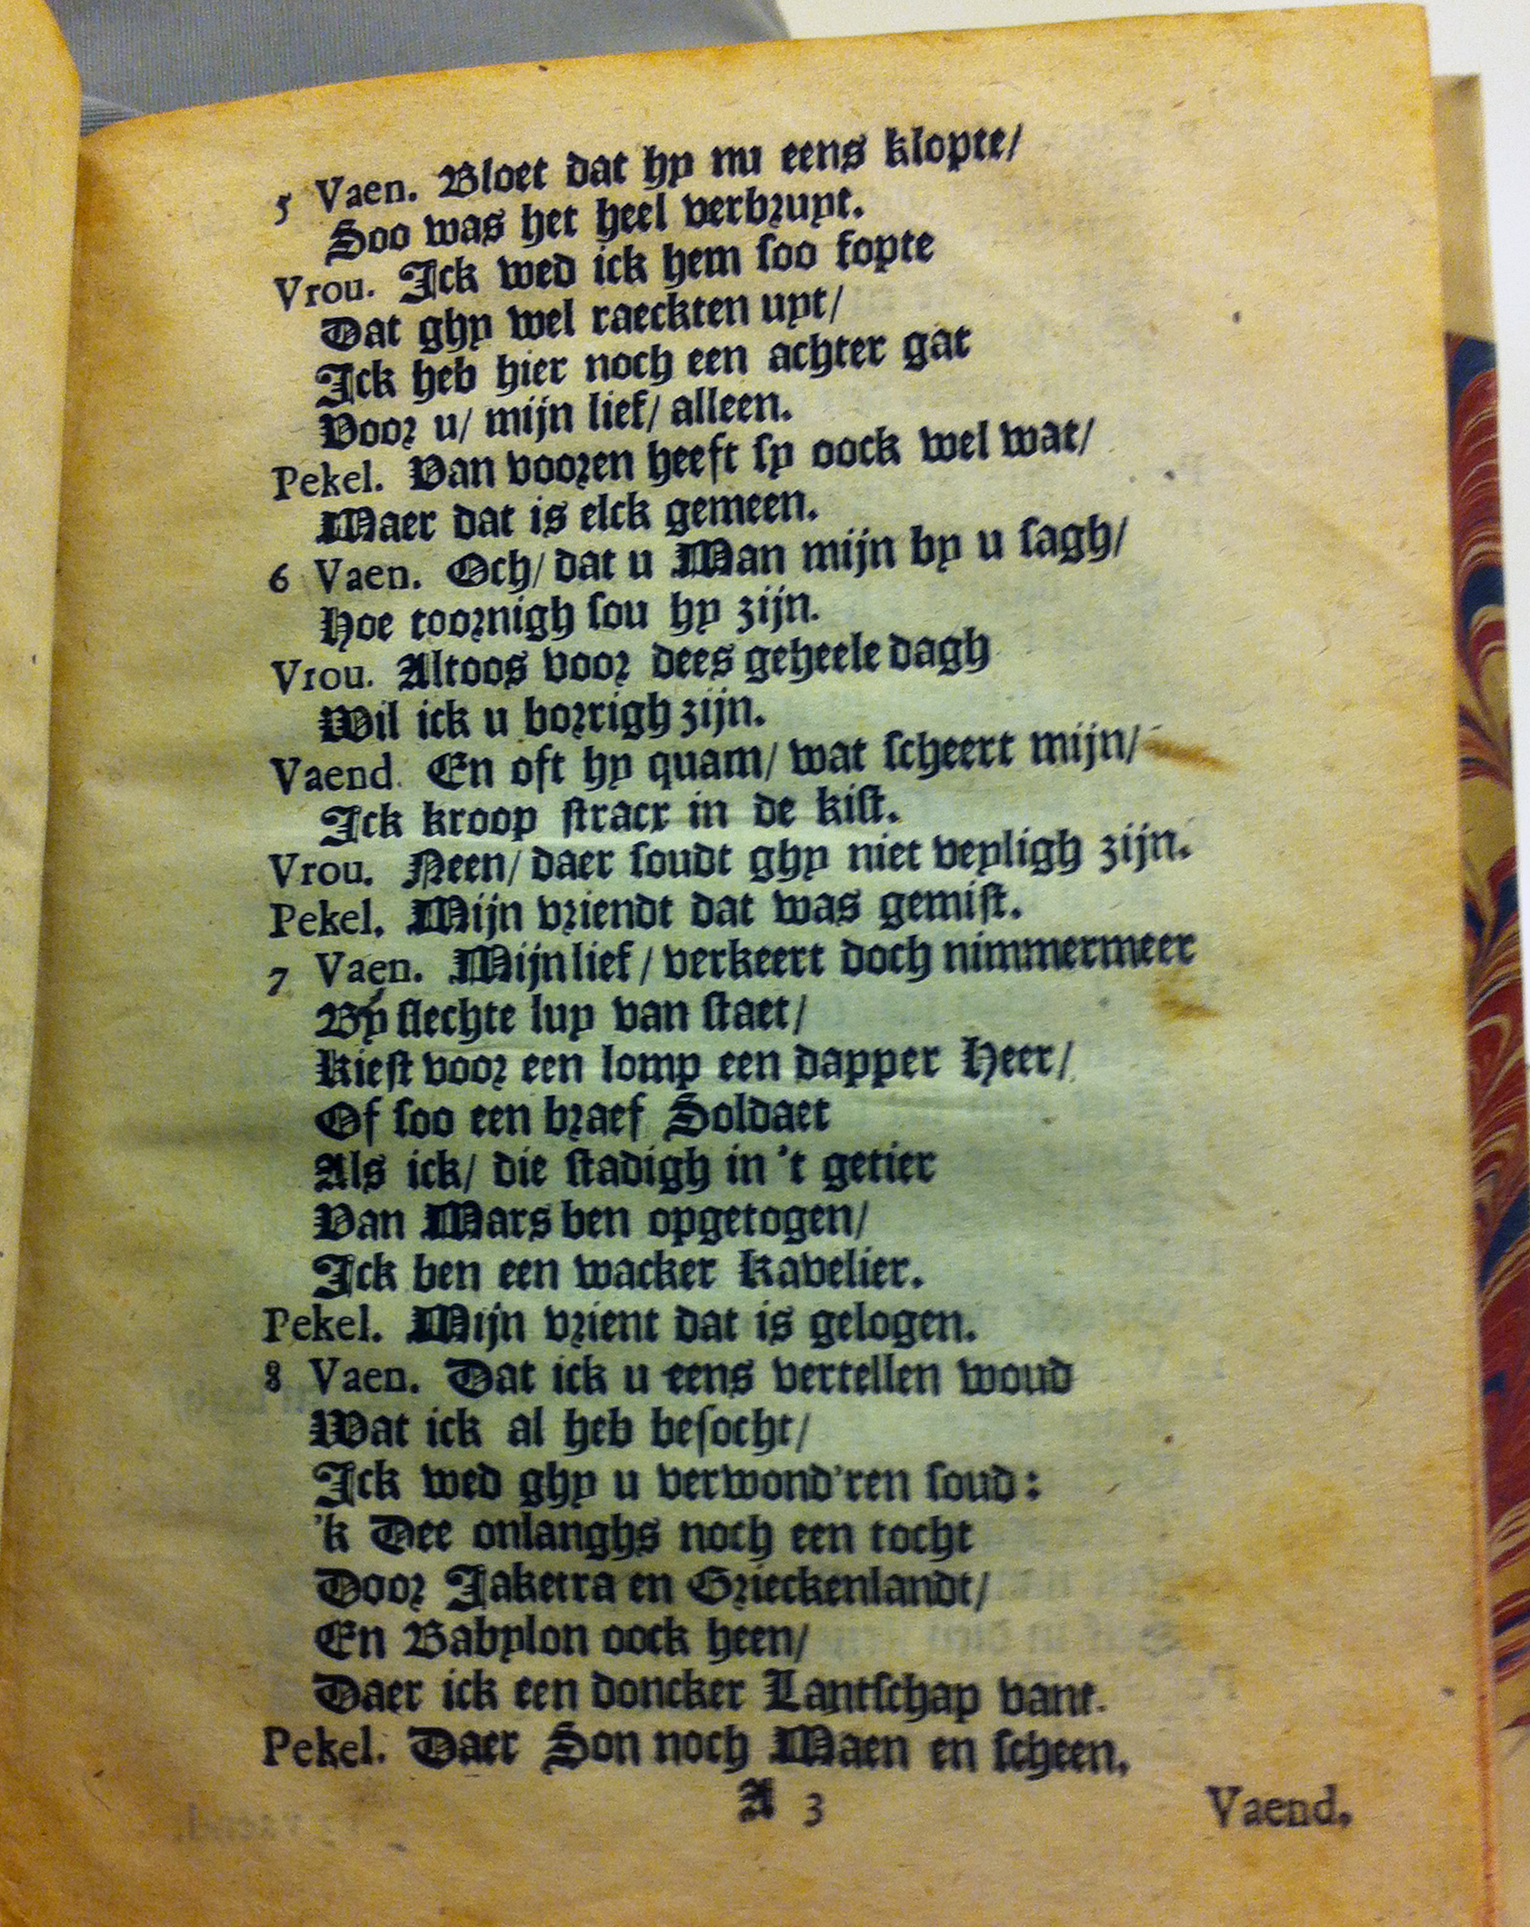 5 Vaen. Bloet dat hy nu eens klopte/
Soo was het heel verbruyt.
Vrou. Ick wed ick hem soo fopte
Dat ghy wel raeckten uyt/
Ick heb hier noch een achter gat
Voor u/ mijn lief/ alleen.
Pekel. Van vooren heeft sy oock wel wat/
Maer dat is elck gemeen.
6 Vaen. Och/ dat u Man mijn by u sagh/
Hoe toornigh sou hy zijn.
Vrou. Altoos voor dees geheele dagh
Wil ick u borrigh zijn.
Vaend. En oft hy quam/ wat scheert mijn/
Ick kroop stracx in de kist.
Vrou. Neen/ daer soudt ghy niet veyligh zijn.
Pekel. Mijn vriendt dat was gemist.
7 Vaen. Mijn lief/ verkeert doch nimmermeer
By slechte luy van staet/
Kiest voor een lomp een dapper Heer/
Of soo een braef Soldaet
Als ick/ die stadigh in 't getier
Van Mars ben opgetogen/
Ick ben een wacker Kavelier.
Pekel. Mijn vrient dat is gelogen.
8 Vaen. Dat ick u eens vertellen woud
Wat ick al heb besocht/
Ick wed ghy u verwond'ren soud:
'k Dee onlanghs noch een tocht
Door Jaketra en Grieckenlandt/
En Babylon oock heen/
Daer ick een doncker Lantschap vant.
Pekel. Daer Son noch Maen en scheen.
A 3
Vaend.